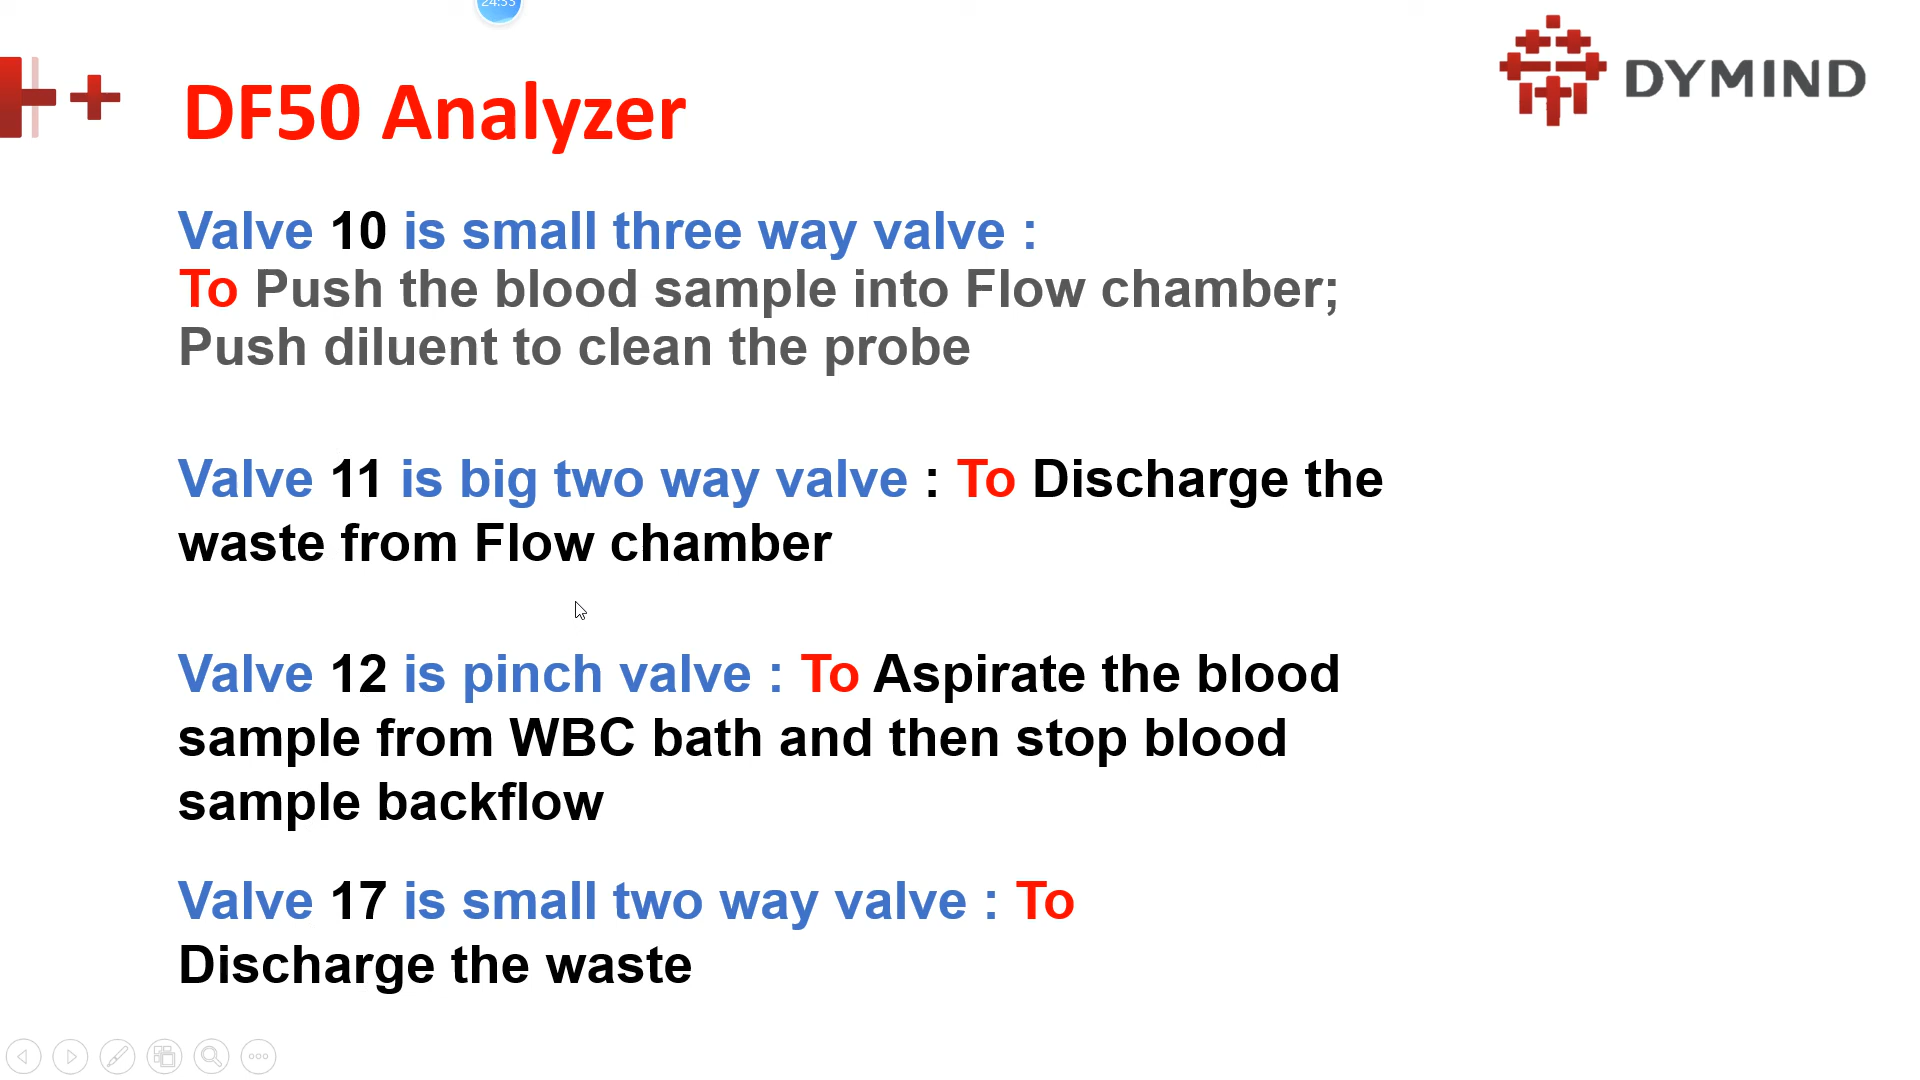 24:53
DYMIND
DF50 Analyzer
Valve 10 is small three way valve :
To Push the blood sample into Flow chamber;
Push diluent to clean the probe
Valve 11 is big two way valve : To Discharge the
waste from Flow chamber
Valve 12 is pinch valve : To Aspirate the blood
sample from WBC bath and then stop blood
sample backflow
Valve 17 is small two way valve : To
Discharge the waste